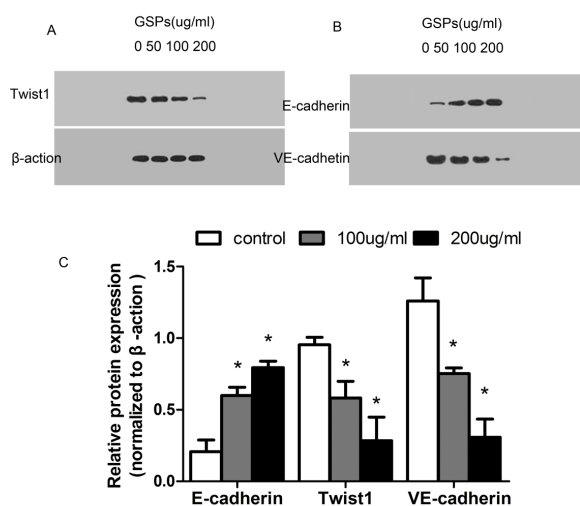 A
GSPs(ug/ml)
0 50 100 200
Twist1
β-action
B
GSPs(ug/ml)
0 50 100 200
E-cadherin
VE-cadhetin
C
control 100ug/ml 200ug/ml
Relative protein expression
(normalized to β -action )
1.5
1.0
0.5
0.0
* * * * * *
E-cadherin Twist1 VE-cadherin